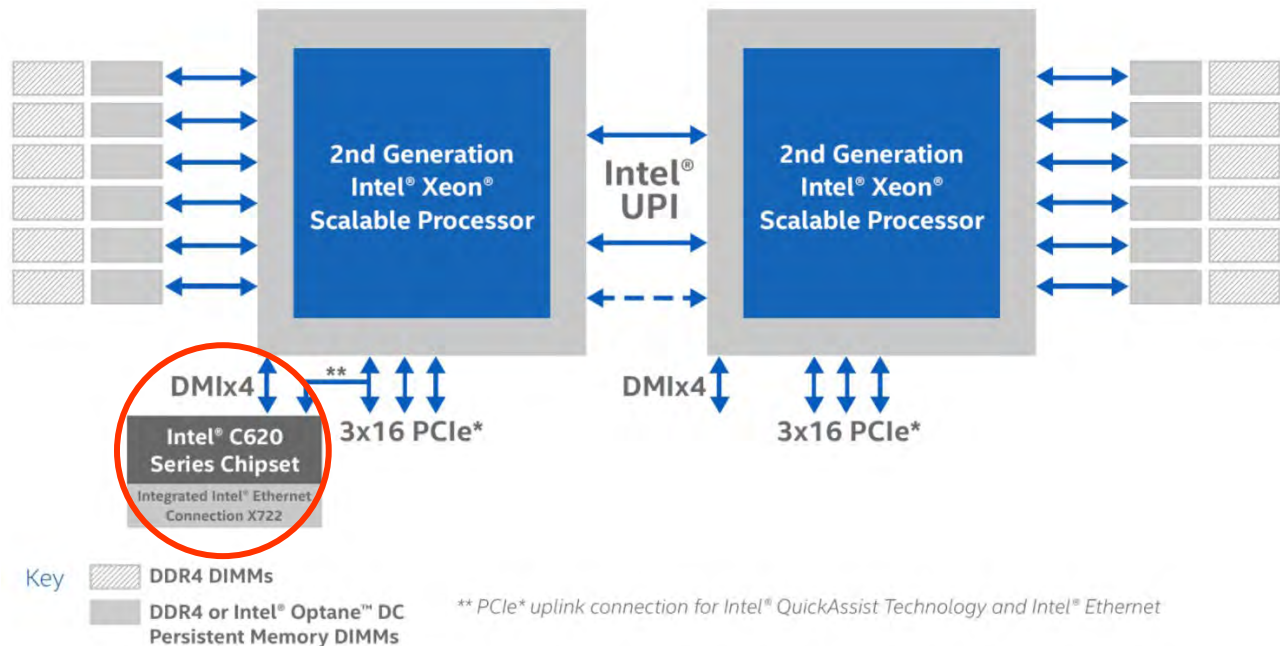 2nd Generation
Intel® Xeon®
Scalable Processor
Intel®
UPI
2nd Generation
Intel® Xeon®
Scalable Processor
DMIx4
**
3x16 PCIe*
DMIx4
3x16 PCIe*
Intel® C620
Series Chipset
Integrated Intel® Ethernet
Connection X722
Key
DDR4 DIMMs
DDR4 or Intel® Optane™ DC
Persistent Memory DIMMs
** PCIe* uplink connection for Intel® QuickAssist Technology and Intel® Ethernet